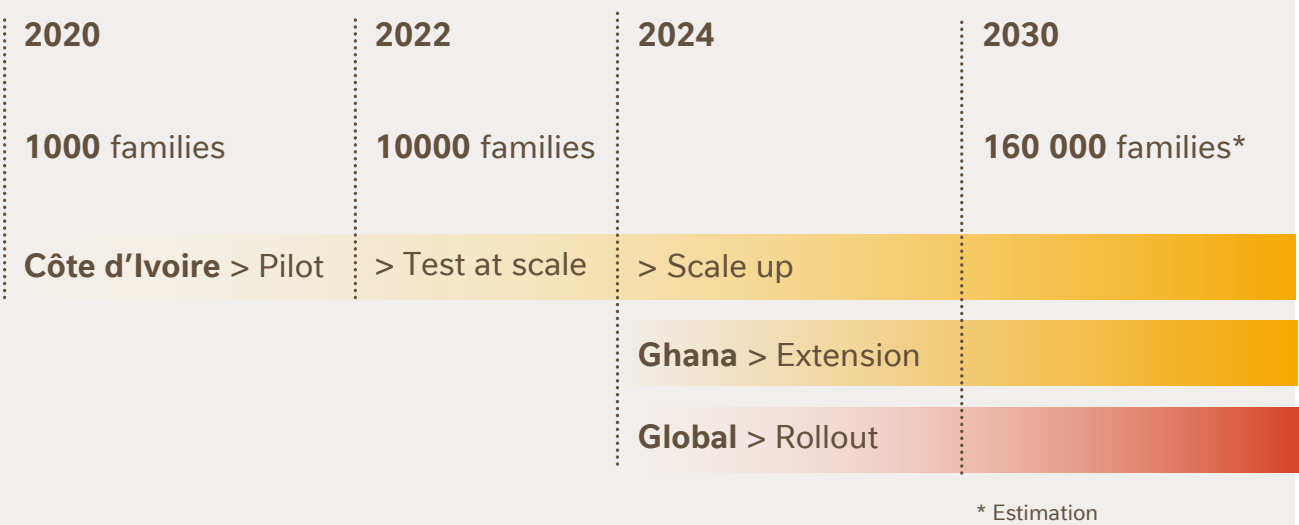 2020 2022 2024 2030
1000 families 10000 families 160 000 families*
Côte d'Ivoire > Pilot > Test at scale > Scale up
Ghana > Extension
Global > Rollout
* Estimation